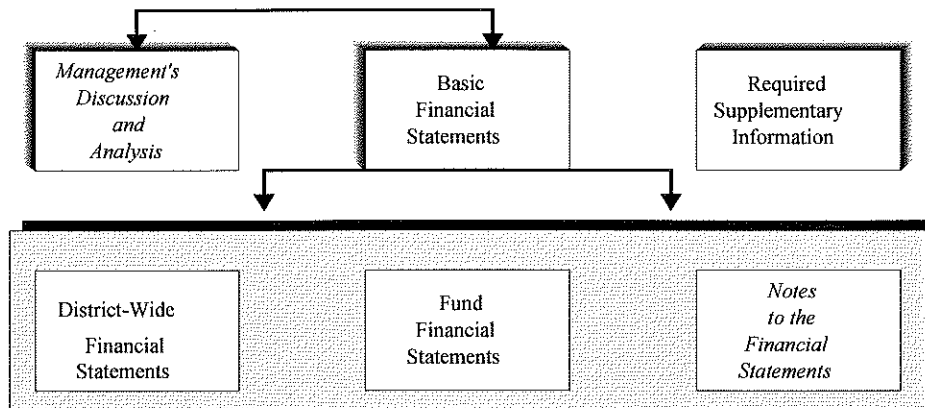 Management's
Discussion
and
Analysis
Basic
Financial
Statements
Required
Supplementary
Information
District-Wide
Financial
Statements
Fund
Financial
Statements
Notes
to the
Financial
Statements